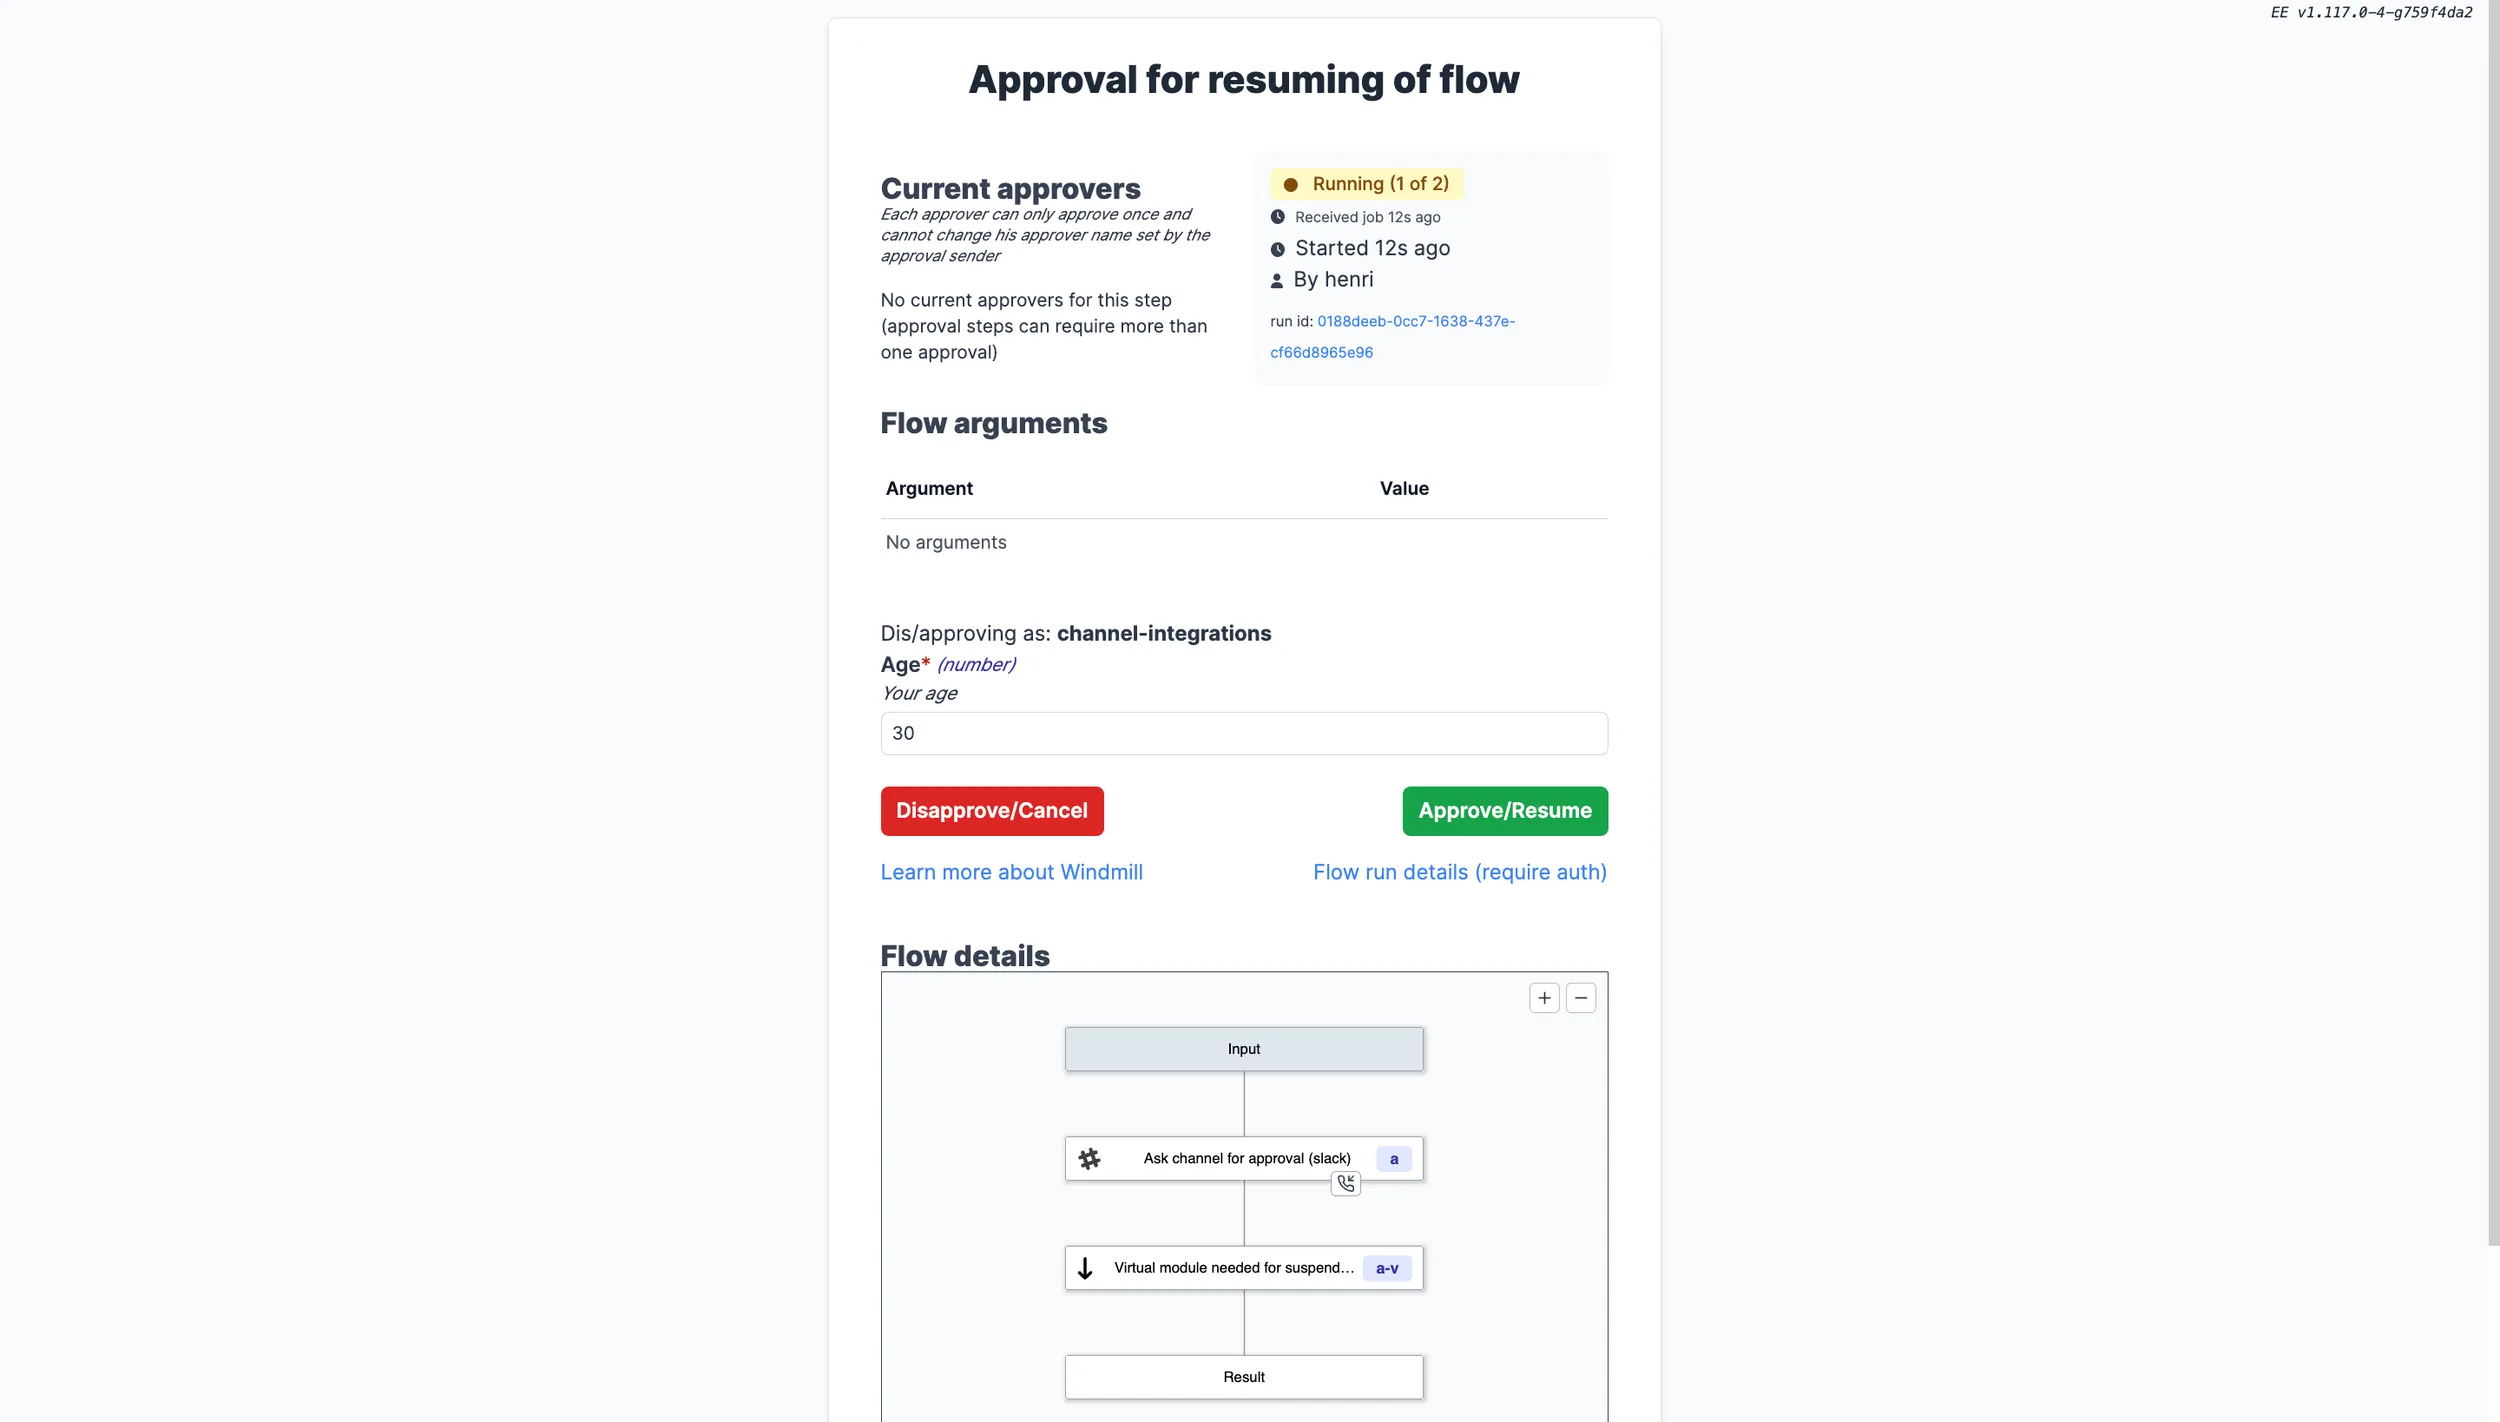 EE v1.117.0-4-g759f4da2
Approval for resuming of flow
Current approvers
Each approver can only approve once and
cannot change his approver name set by the
approval sender
No current approvers for this step
(approval steps can require more than
one approval)
Running (1 of 2)
Received job 12s ago
Started 12s ago
By henri
run id: 0188deeb-0cc7-1638-437e-
cf66d8965e96
Flow arguments
Argument Value
No arguments
Dis/approving as: channel-integrations
Age* (number)
Your age
30
Disapprove/Cancel Approve/Resume
Learn more about Windmill Flow run details (require auth)
Flow details
Input
Ask channel for approval (slack) a
Virtual module needed for suspend... a-v
Result